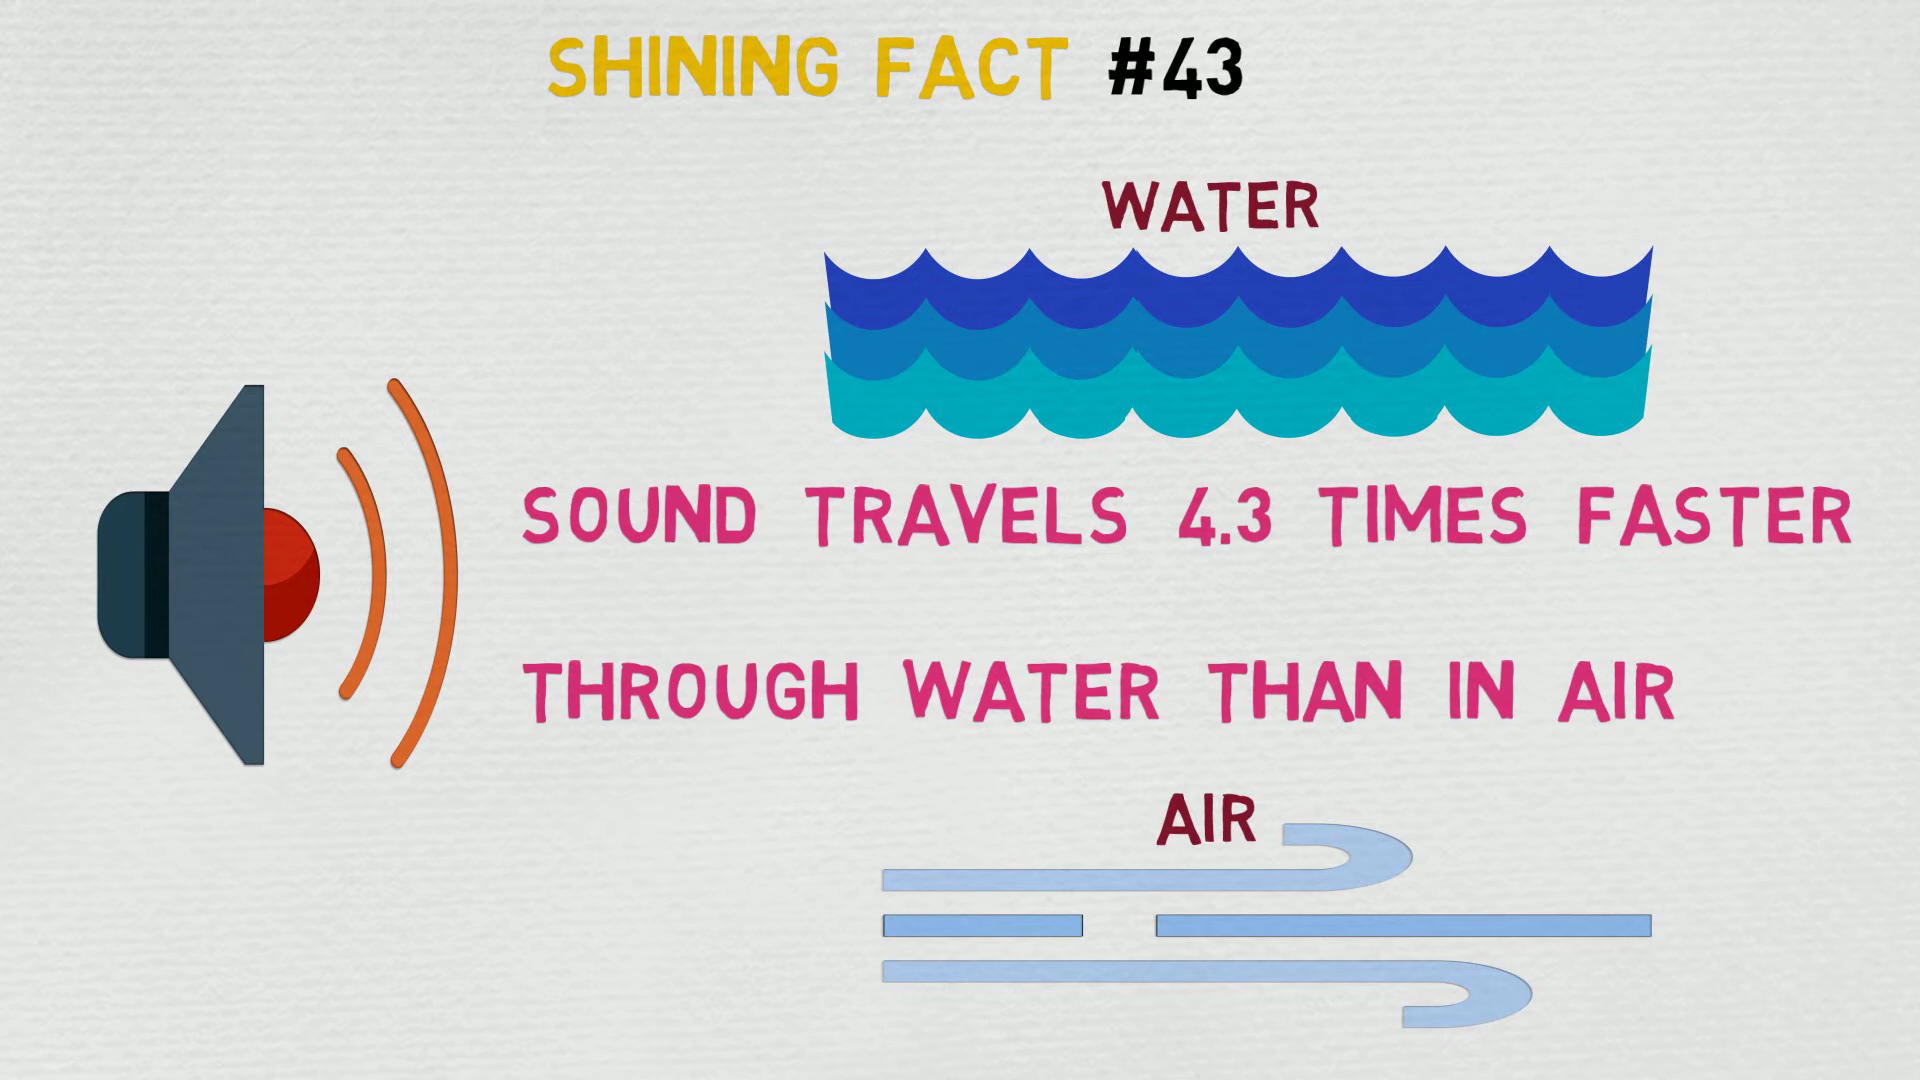 SHINING FACT #43
WATER
SOUND TRAVELS 4.3 TIMES FASTER
THROUGH WATER THAN IN AIR
AIR